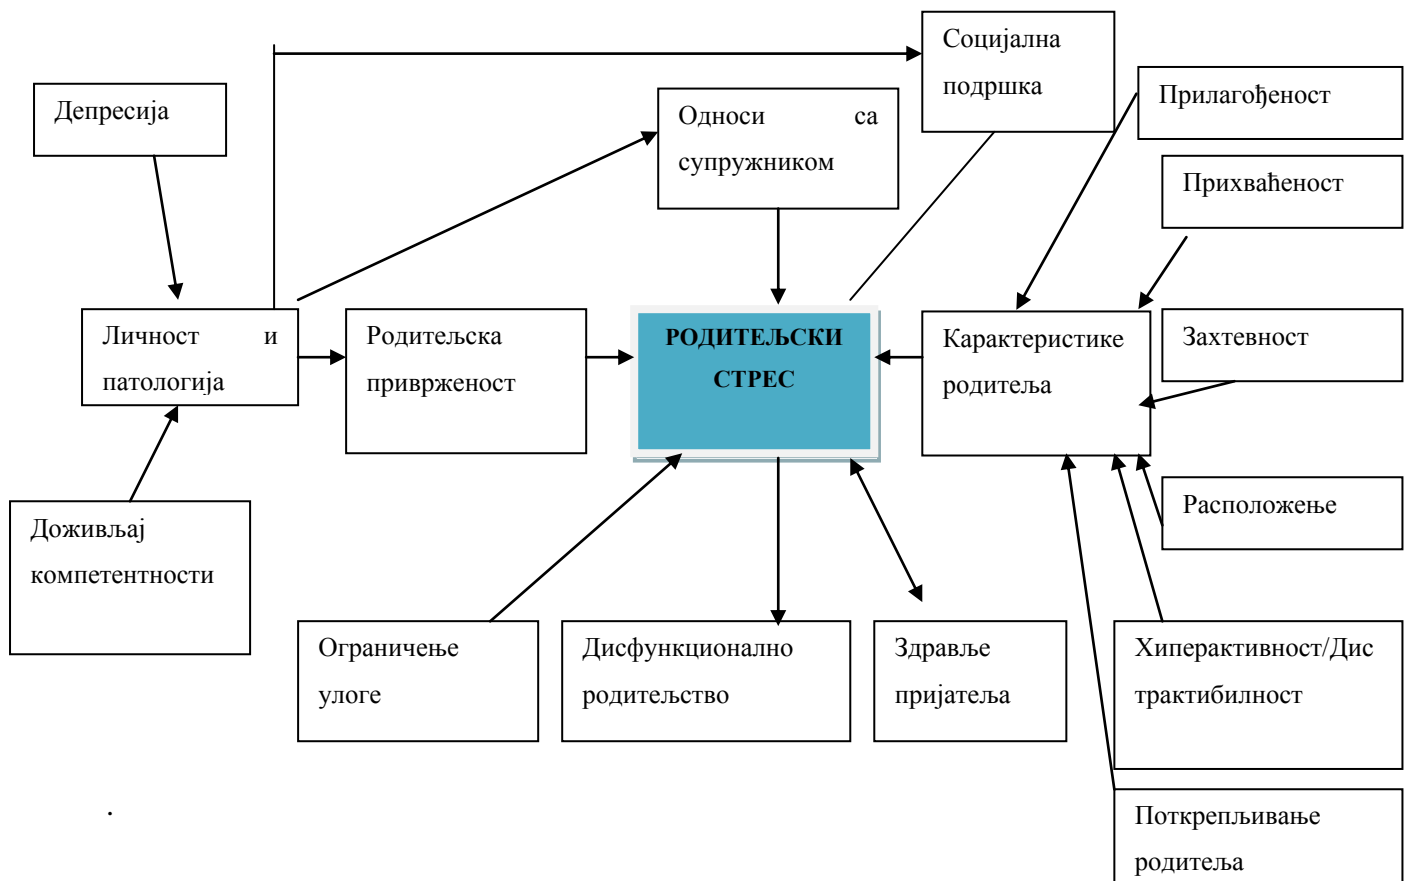 Социјална
подршка
Прилагођеност
Депресија
Односи са
супружником
Прихваћеност
Личност и
патологија
Родитељска
приврженост
РОДИТЕЉСКИ
СТРЕС
Карактеристике
родитеља
Захтевност
Расположење
Доживљај
компетентности
Ограничење
улоге
Дисфункционално
родитељство
Здравље
пријатеља
Хиперактивност/Дис
трактибилност
Поткрепљивање
родитеља
.